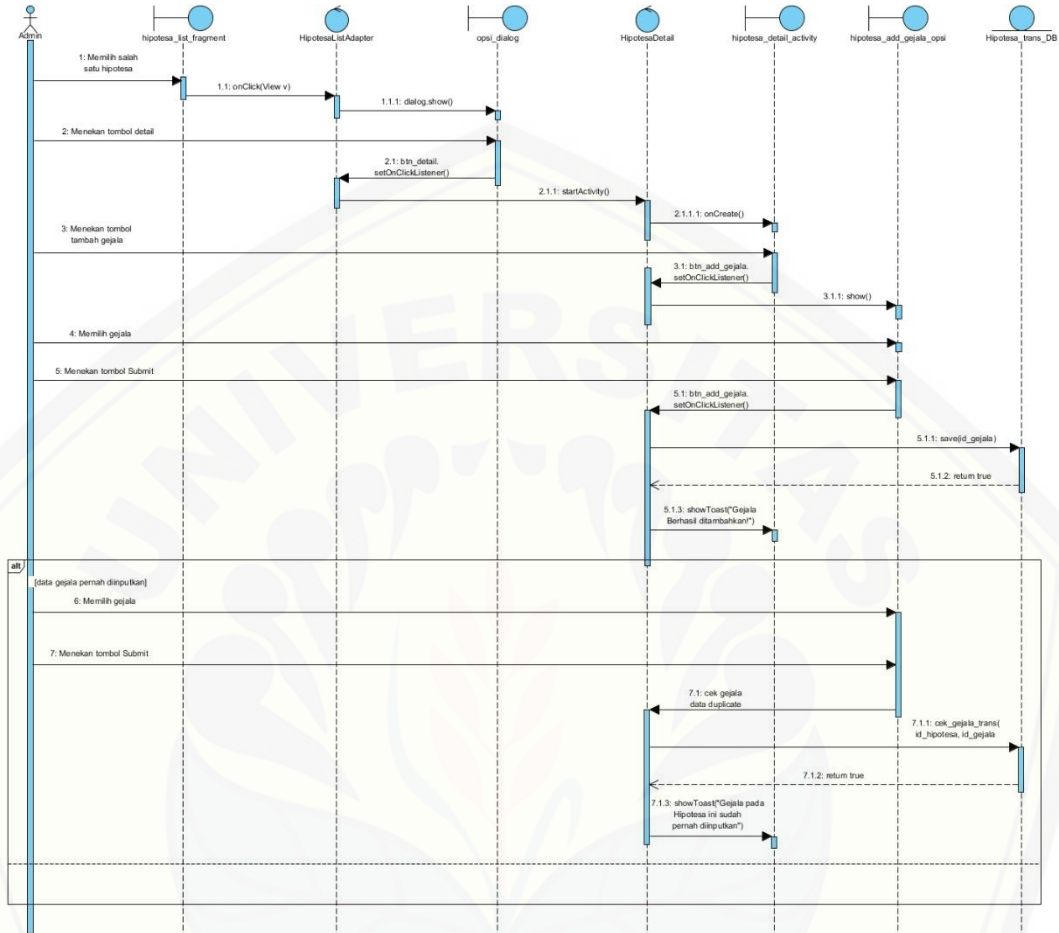 Admin
hipotesa_list_fragment
HipotesaListAdapter
opsi_dialog
HipotesaDetail
hipotesa_detail_activity
hipotesa_add_gejala_opsi
Hipotesa_trans_DB
1: Memilih salah
satu hipotesa
1.1: onClick(View v)
1.1.1: dialog.show()
2: Menekan tombol detail
2.1: btn_detail.
setOnClickListener()
2.1.1: startActivity()
2.1.1.1: onCreate()
3: Menekan tombol
tambah gejala
3.1: btn_add_gejala.
setOnClickListener()
3.1.1: show()
4: Memilih gejala
5: Menekan tombol Submit
5.1: btn_add_gejala.
setOnClickListener()
5.1.1: save(id_gejala)
5.1.2: return true
5.1.3: showToast("Gejala
Berhasil ditambahkan!")
alt
[data gejala pernah diinputkan]
6: Memilih gejala
7: Menekan tombol Submit
7.1: cek gejala
data duplicate
7.1.1: cek_gejala_trans(
id_hipotesa, id_gejala
7.1.2: return true
7.1.3: showToast("Gejala pada
Hipotesa ini sudah
pernah diinputkan")
UNIVERSITAS